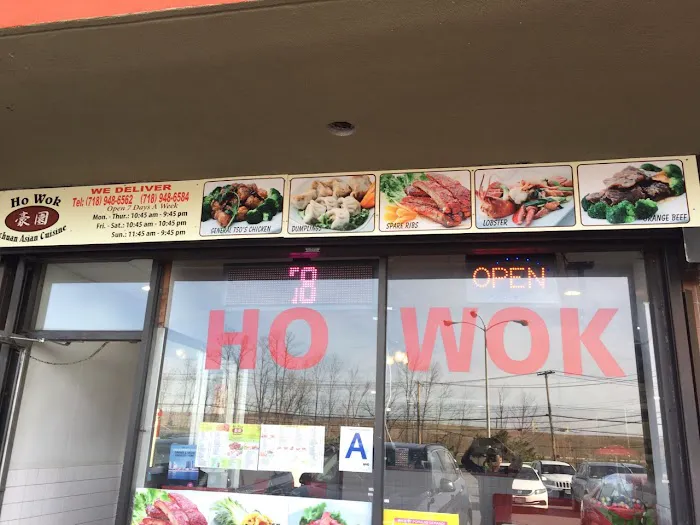 Ho Wok
豪園
chuan Asian Cuisine
WE DELIVER
Tel: (718) 948-6562 (718) 948-6584
Open 7 Days A Week
Mon. - Thur.: 10:45 am - 9:45 pm
Fri. - Sat.: 10:45 am - 10:45 pm
Sun.: 11:45 am - 9:45 pm
GENERAL TSO'S CHICKEN
DUMPLINGS
SPARE RIBS
LOBSTER
ORANGE BEEF
OPEN
HO WOK
A